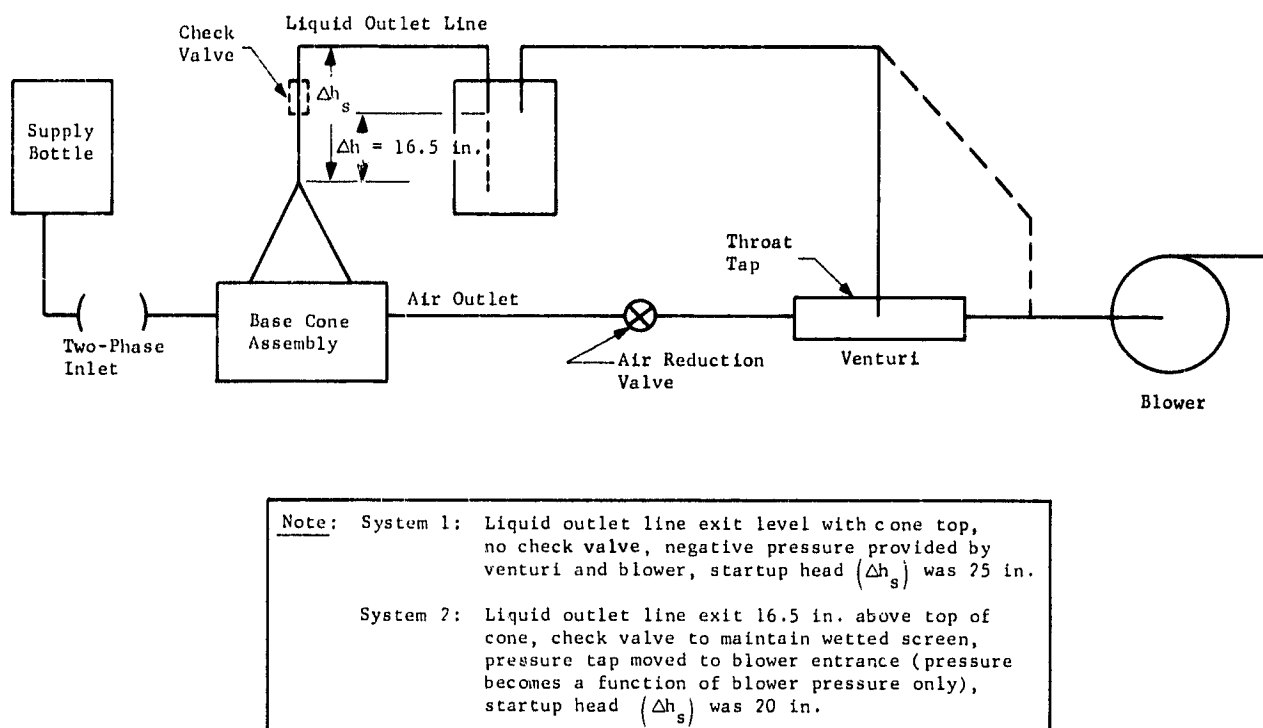 Liquid Outlet Line
Check
Valve
Δh
s
Supply
Bottle
Δh = 16.5 in.
Throat
Tap
Air Outlet
Base Cone
Assembly
Two-Phase
Inlet
Air Reduction
Valve
Venturi
Blower
Note: System 1: Liquid outlet line exit level with cone top,
no check valve, negative pressure provided by
venturi and blower, startup head (Δh_s) was 25 in.
System 2: Liquid outlet line exit 16.5 in. above top of
cone, check valve to maintain wetted screen,
pressure tap moved to blower entrance (pressure
becomes a function of blower pressure only),
startup head (Δh_s) was 20 in.